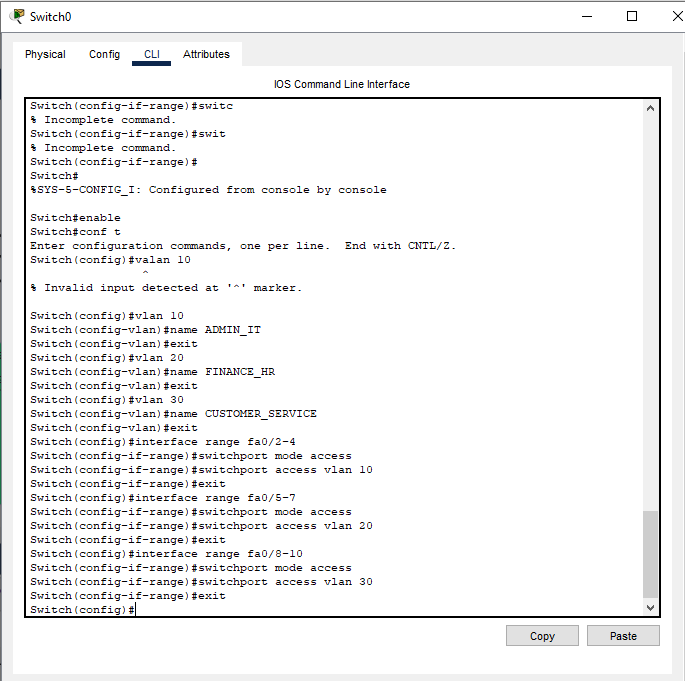 Switch0
Physical Config CLI Attributes
IOS Command Line Interface
Switch(config-if-range)#switc
% Incomplete command.
Switch(config-if-range)#swit
% Incomplete command.
Switch(config-if-range)#
Switch#
%SYS-5-CONFIG_I: Configured from console by console
Switch#enable
Switch#conf t
Enter configuration commands, one per line.  End with CNTL/Z.
Switch(config)#valan 10
^
% Invalid input detected at '^' marker.
Switch(config)#vlan 10
Switch(config-vlan)#name ADMIN_IT
Switch(config-vlan)#exit
Switch(config)#vlan 20
Switch(config-vlan)#name FINANCE_HR
Switch(config-vlan)#exit
Switch(config)#vlan 30
Switch(config-vlan)#name CUSTOMER_SERVICE
Switch(config-vlan)#exit
Switch(config)#interface range fa0/2-4
Switch(config-if-range)#switchport mode access
Switch(config-if-range)#switchport access vlan 10
Switch(config-if-range)#exit
Switch(config)#interface range fa0/5-7
Switch(config-if-range)#switchport mode access
Switch(config-if-range)#switchport access vlan 20
Switch(config-if-range)#exit
Switch(config)#interface range fa0/8-10
Switch(config-if-range)#switchport mode access
Switch(config-if-range)#switchport access vlan 30
Switch(config-if-range)#exit
Switch(config)#
Copy Paste